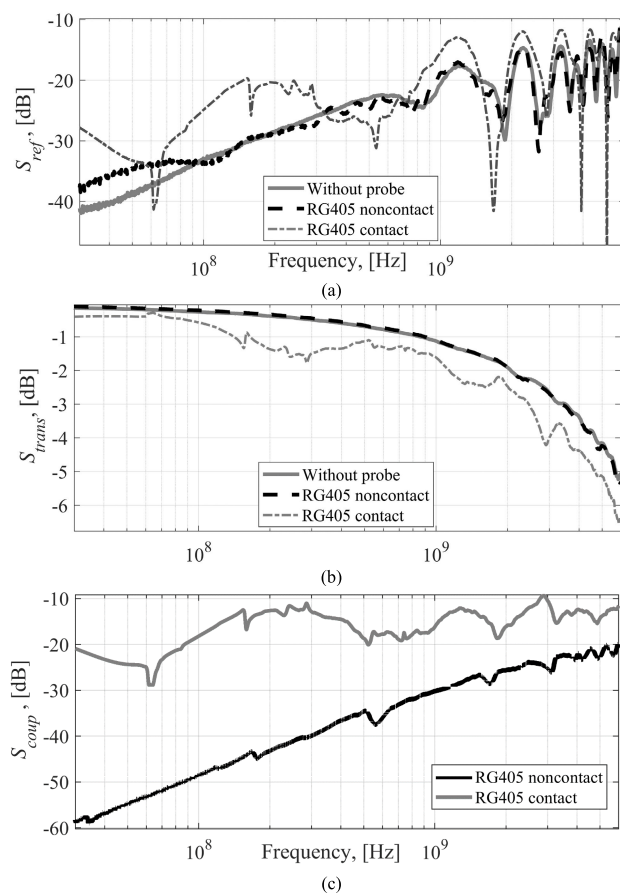 -10
-20
-30
-40
S_ref, [dB]
Without probe
RG405 noncontact
RG405 contact
10^8
Frequency, [Hz]
10^9
(a)
-1
-2
-3
-4
-5
-6
S_trans, [dB]
Without probe
RG405 noncontact
RG405 contact
10^8
10^9
(b)
-10
-20
-30
-40
-50
-60
S_coup, [dB]
RG405 noncontact
RG405 contact
10^8
Frequency, [Hz]
10^9
(c)